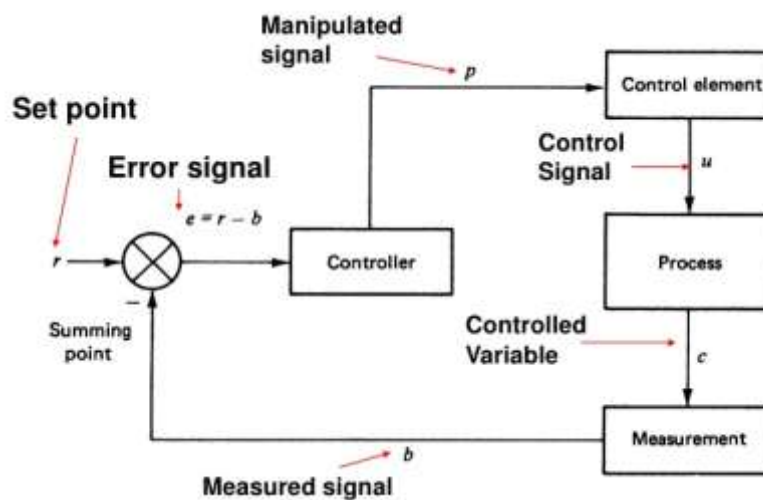 Manipulated
signal
p
Control element
Set point
Control
Signal
u
Error signal
e = r − b
r
Controller
Process
−
Summing
point
Controlled
Variable
c
Measurement
b
Measured signal